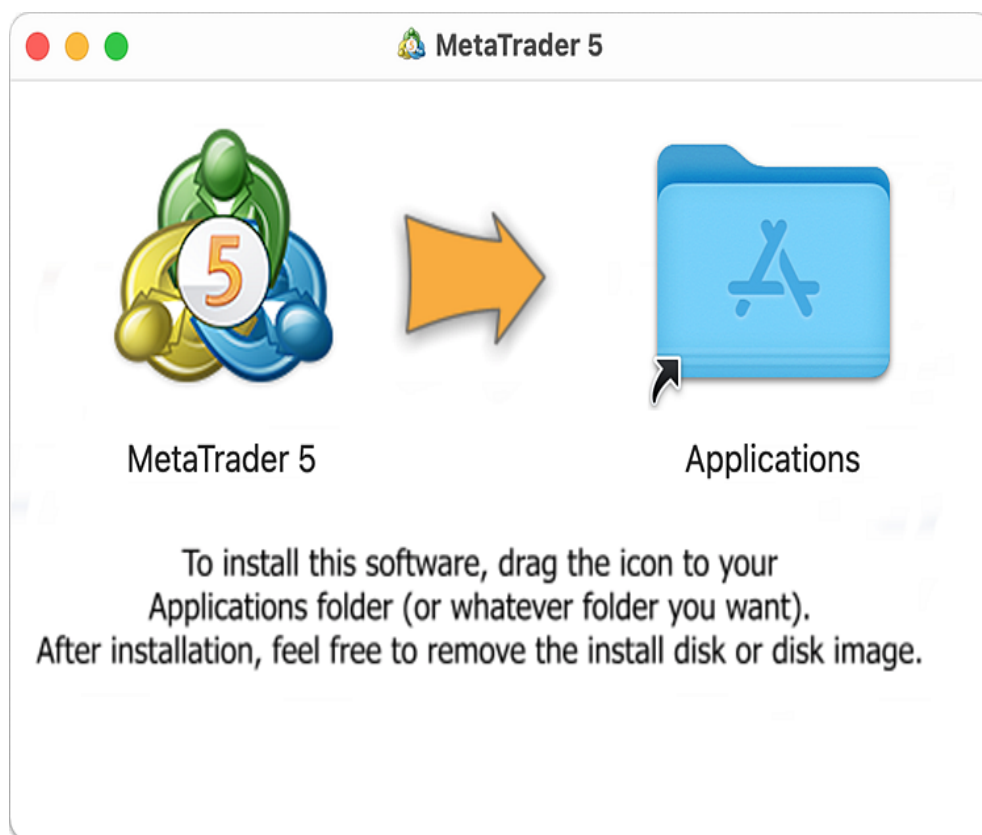 MetaTrader 5
5
MetaTrader 5
Applications
To install this software, drag the icon to your
Applications folder (or whatever folder you want).
After installation, feel free to remove the install disk or disk image.